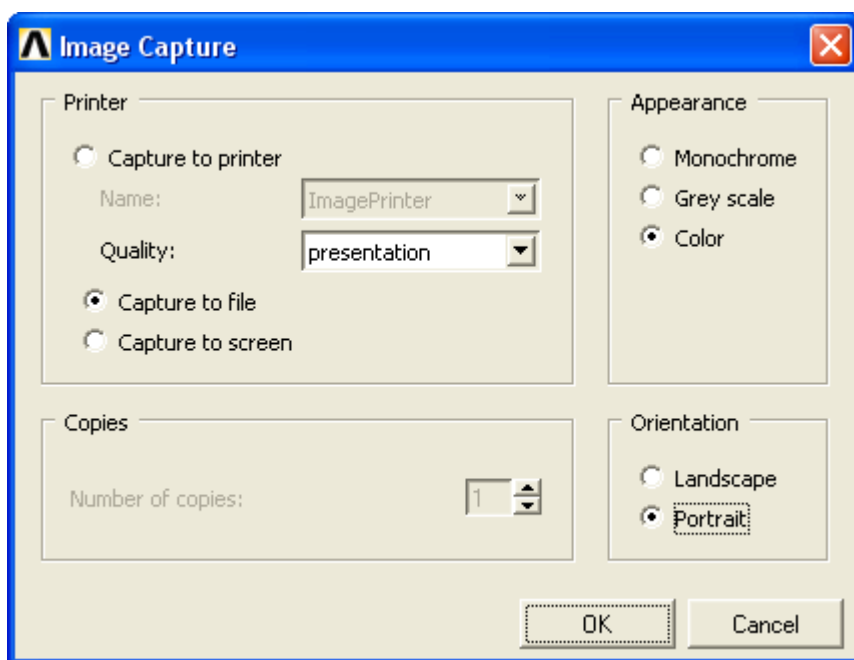 Image Capture
Printer
Capture to printer
Name: ImagePrinter
Quality: presentation
Capture to file
Capture to screen
Appearance
Monochrome
Grey scale
Color
Copies
Number of copies: 1
Orientation
Landscape
Portrait
OK Cancel